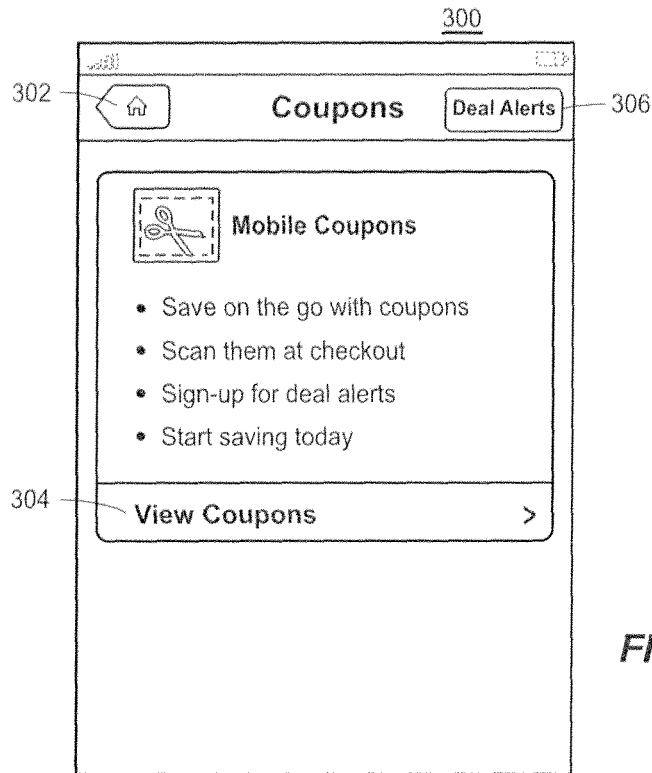 300
302
Coupons
Deal Alerts
306
Mobile Coupons
• Save on the go with coupons
• Scan them at checkout
• Sign-up for deal alerts
• Start saving today
304
View Coupons >